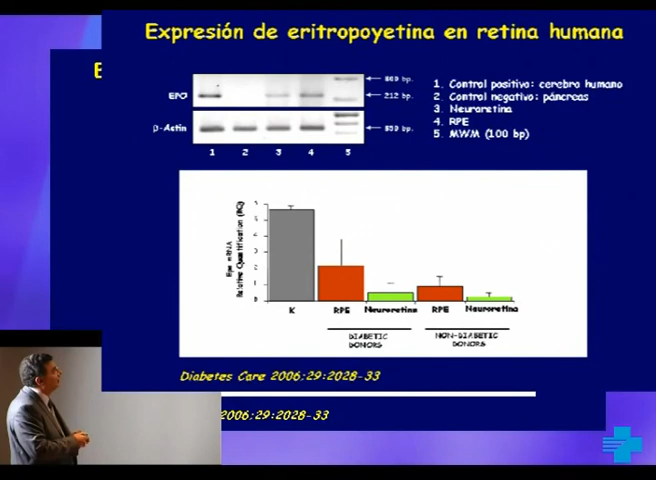 Expresión de eritropoyetina en retina humana
E
800 bp.
EPO
212 bp.
β-Actin
1 2 3 4 5
1. Control positivo: cerebro humano
2. Control negativo: páncreas
3. Neuroretina
4. RPE
5. MWM (100 bp)
Epo mRNA
Relative Quantification (RQ)
K RPE Neuroretina RPE Neuroretina
DIABETIC DONORS
NON-DIABETIC DONORS
Diabetes Care 2006;29:2028-33
2006;29:2028-33